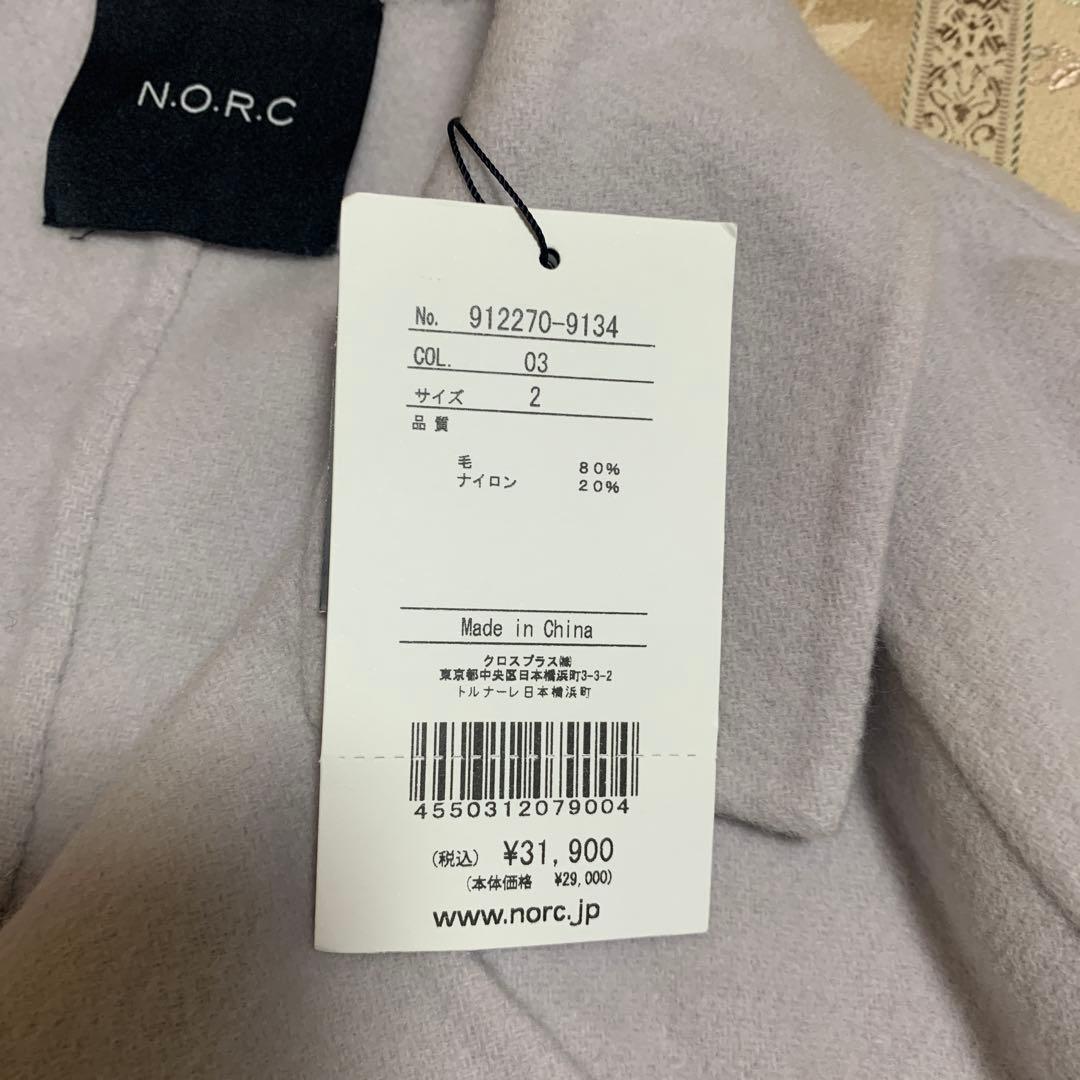 N.O.R.C
No. 912270-9134
COL. 03
サイズ 2
品質
毛 80%
ナイロン 20%
Made in China
クロスプラス㈱
東京都中央区日本橋浜町3-3-2
トルナーレ日本橋浜町
4550312079004
(税込) ¥31,900
(本体価格 ¥29,000)
www.norc.jp